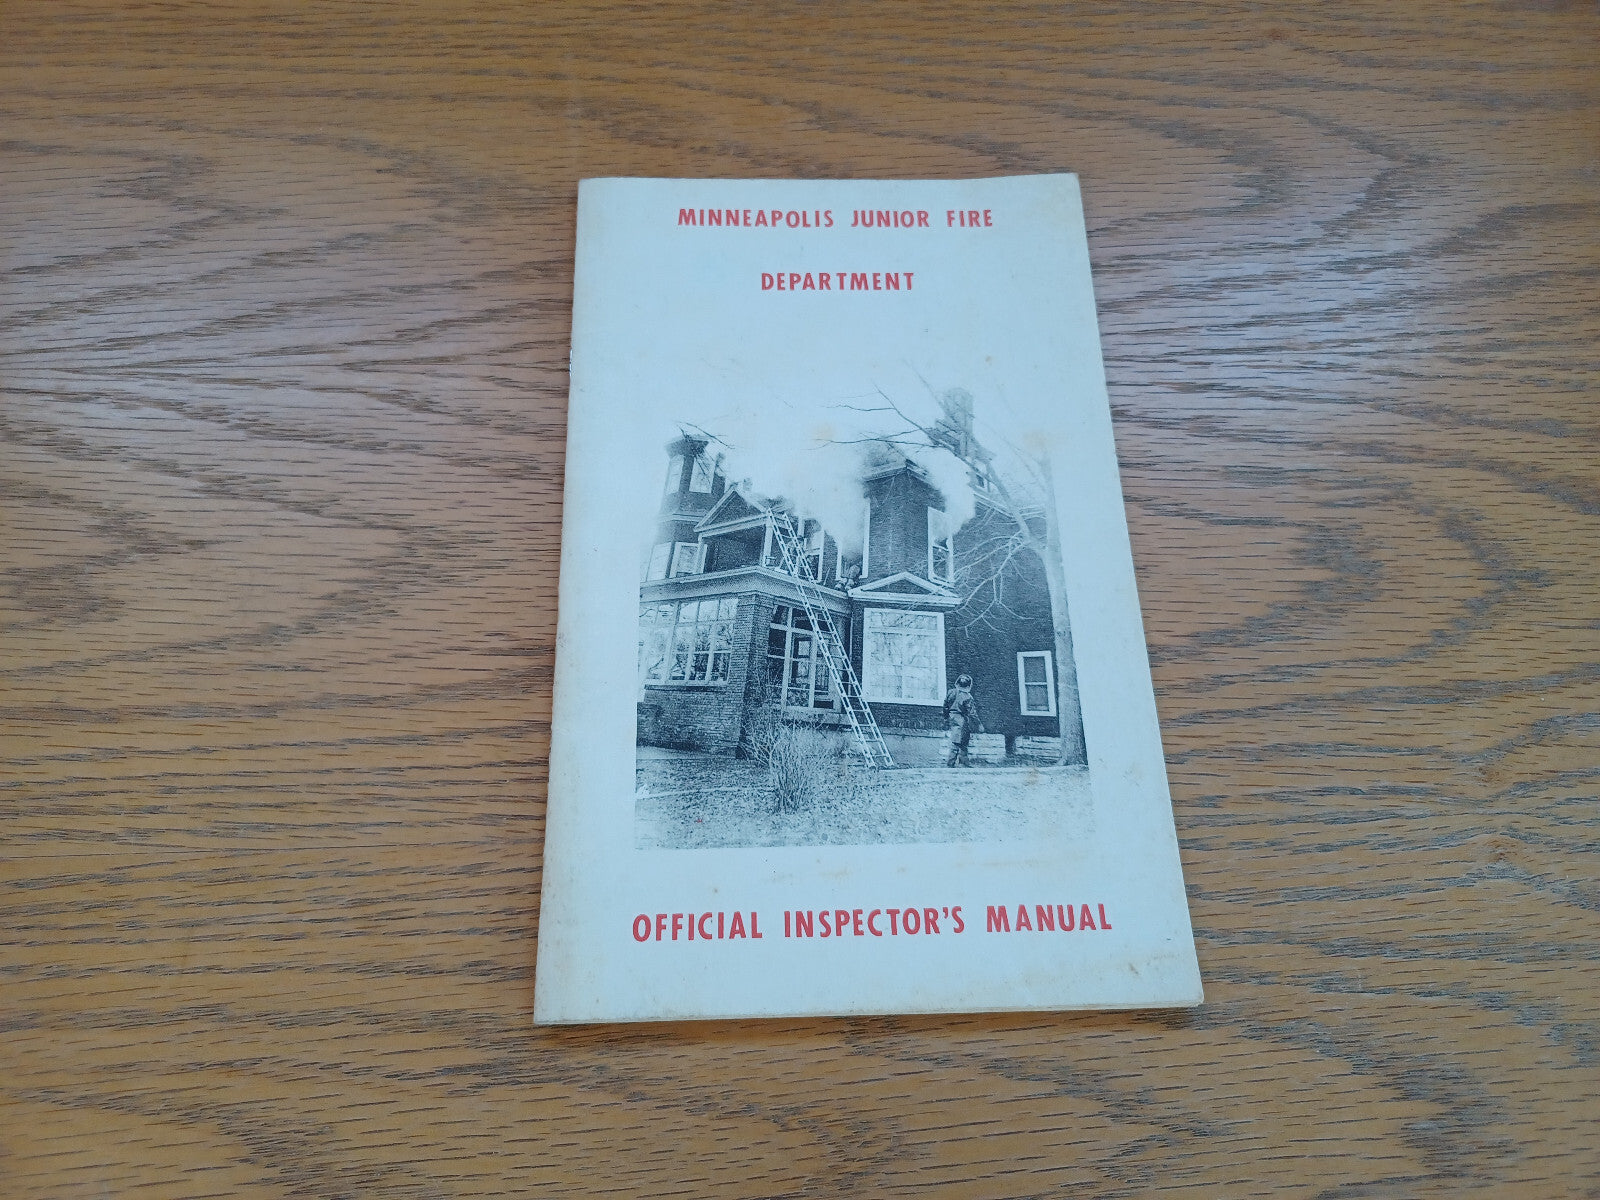 MINNEAPOLIS JUNIOR FIRE
DEPARTMENT
OFFICIAL INSPECTOR'S MANUAL